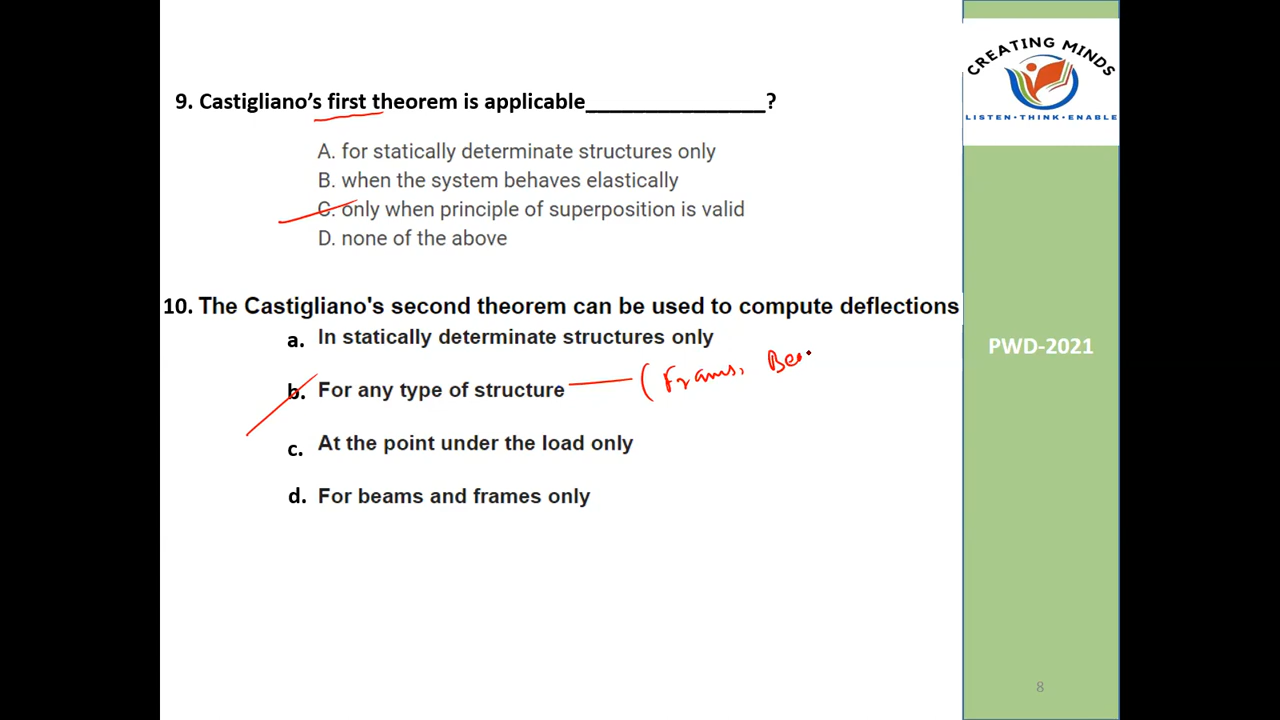 CREATING MINDS
LISTEN•THINK•ENABLE
9. Castigliano's first theorem is applicable_______________?
A. for statically determinate structures only
B. when the system behaves elastically
C. only when principle of superposition is valid
D. none of the above
10. The Castigliano's second theorem can be used to compute deflections
a. In statically determinate structures only
b. For any type of structure (Frams, Bea
c. At the point under the load only
d. For beams and frames only
PWD-2021
8